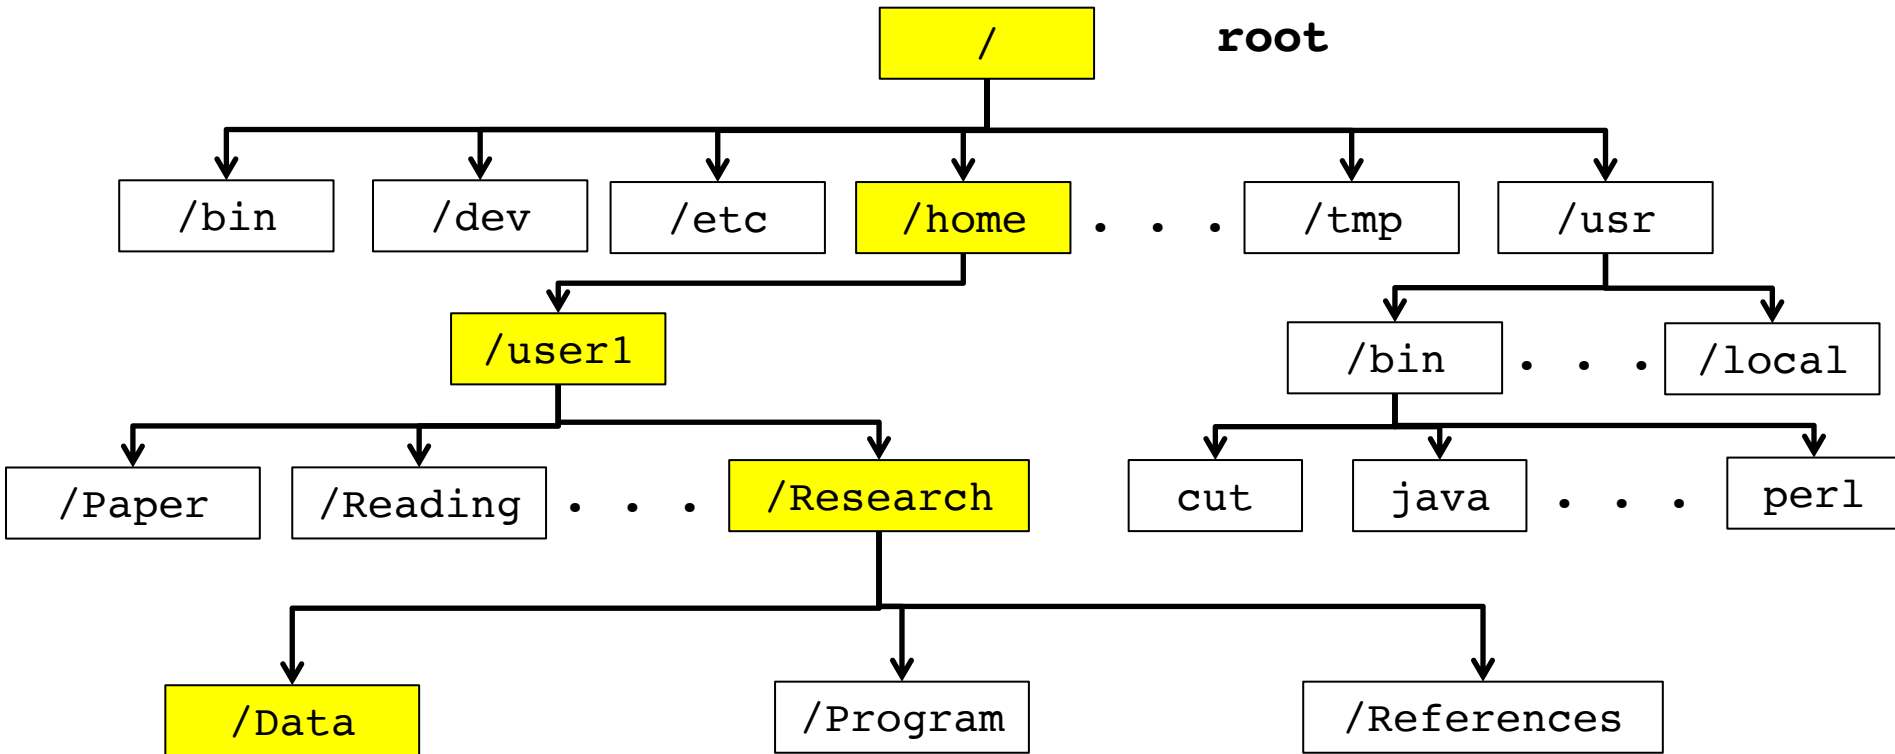 / root
/bin /dev /etc /home . . . /tmp /usr
/user1 /bin . . . /local
/Paper /Reading . . . /Research cut java . . . perl
/Data /Program /References